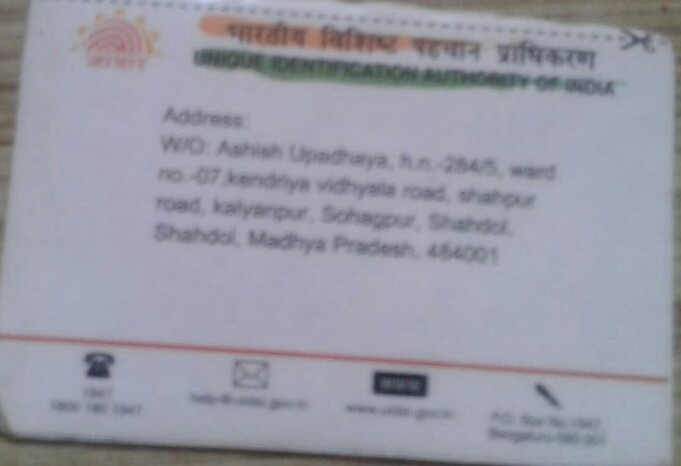 आधार
भारतीय विशिष्ट पहचान प्राधिकरण
UNIQUE IDENTIFICATION AUTHORITY OF INDIA
Address:
W/O: Ashish Upadhaya, h.n.-284/5, ward
no.-07,kendriya vidhyala road, shahpur
road, kalyanpur, Sohagpur, Shahdol,
Shahdol, Madhya Pradesh, 484001
1947
1800 180 1947
help@uidai.gov.in
www
www.uidai.gov.in
P.O. Box No.1947,
Bengaluru-560 001